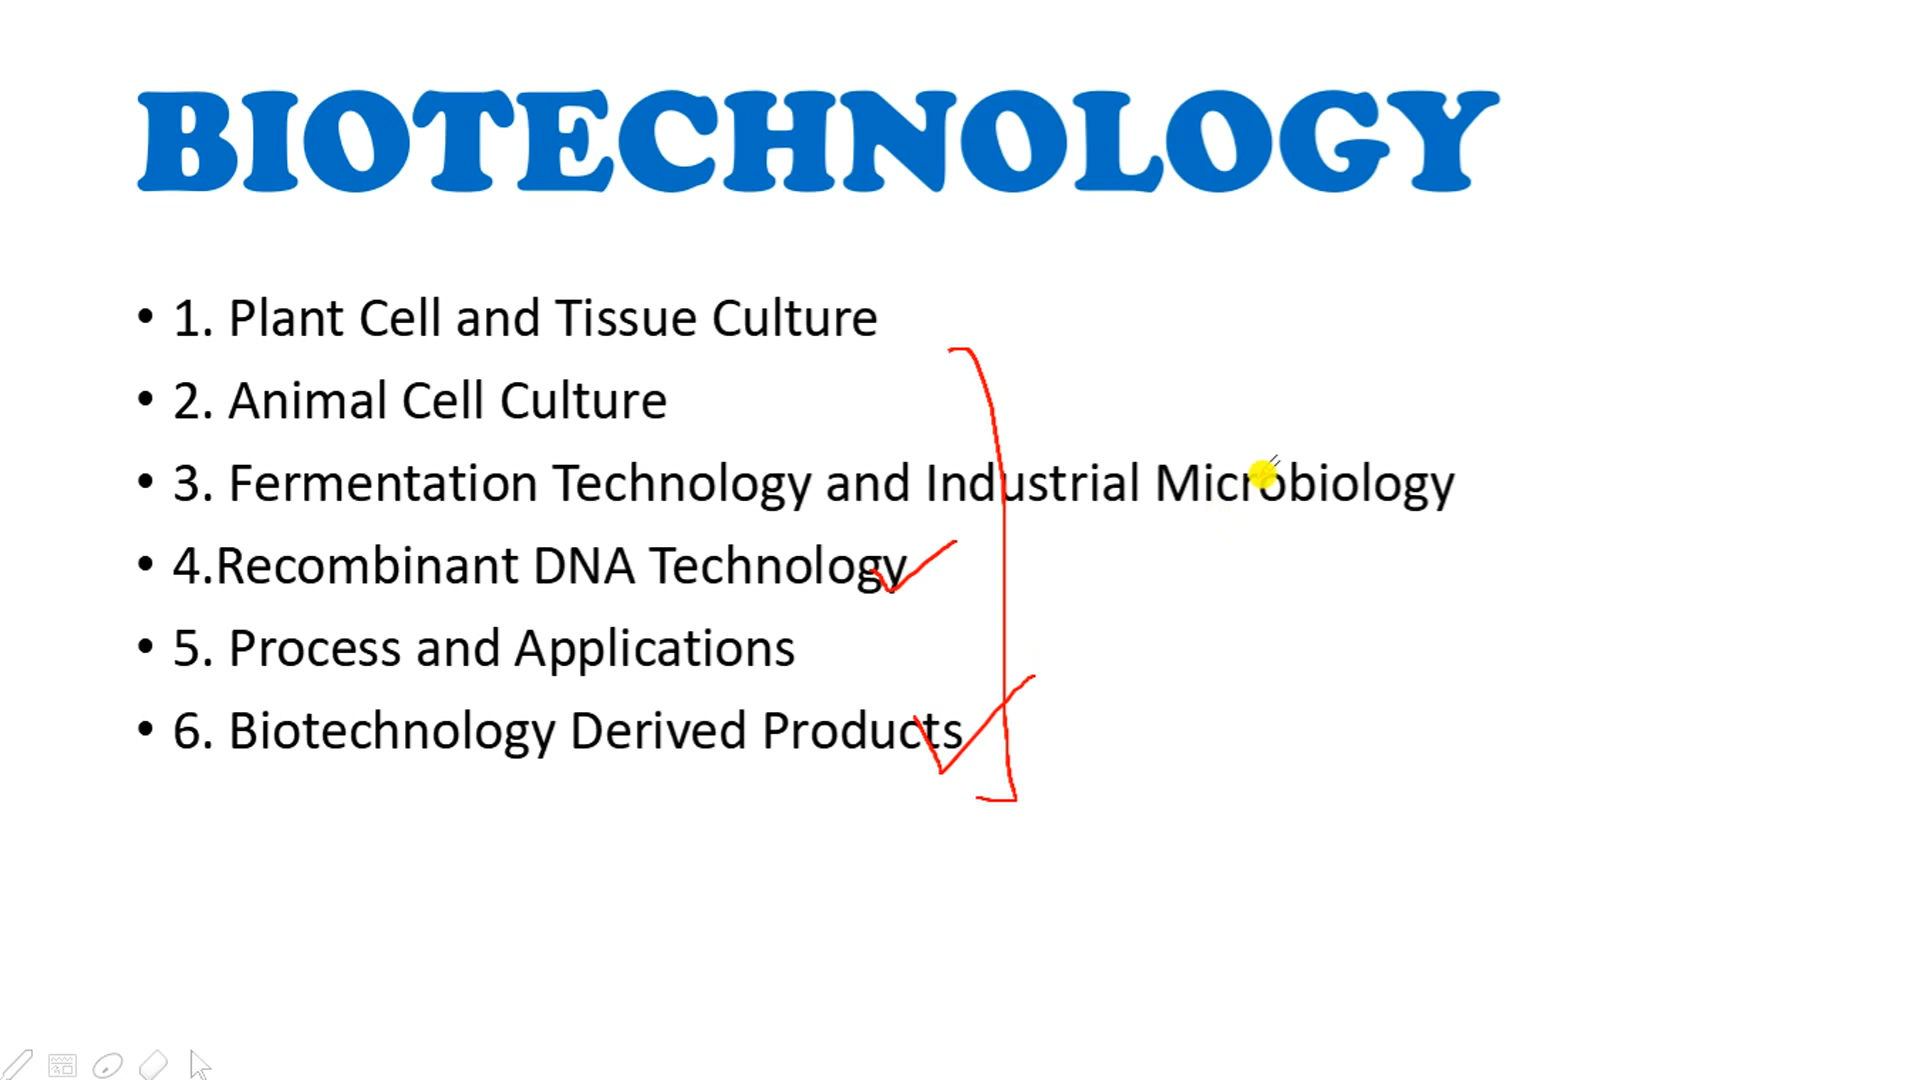 BIOTECHNOLOGY
• 1. Plant Cell and Tissue Culture
• 2. Animal Cell Culture
• 3. Fermentation Technology and Industrial Microbiology
• 4.Recombinant DNA Technology
• 5. Process and Applications
• 6. Biotechnology Derived Products